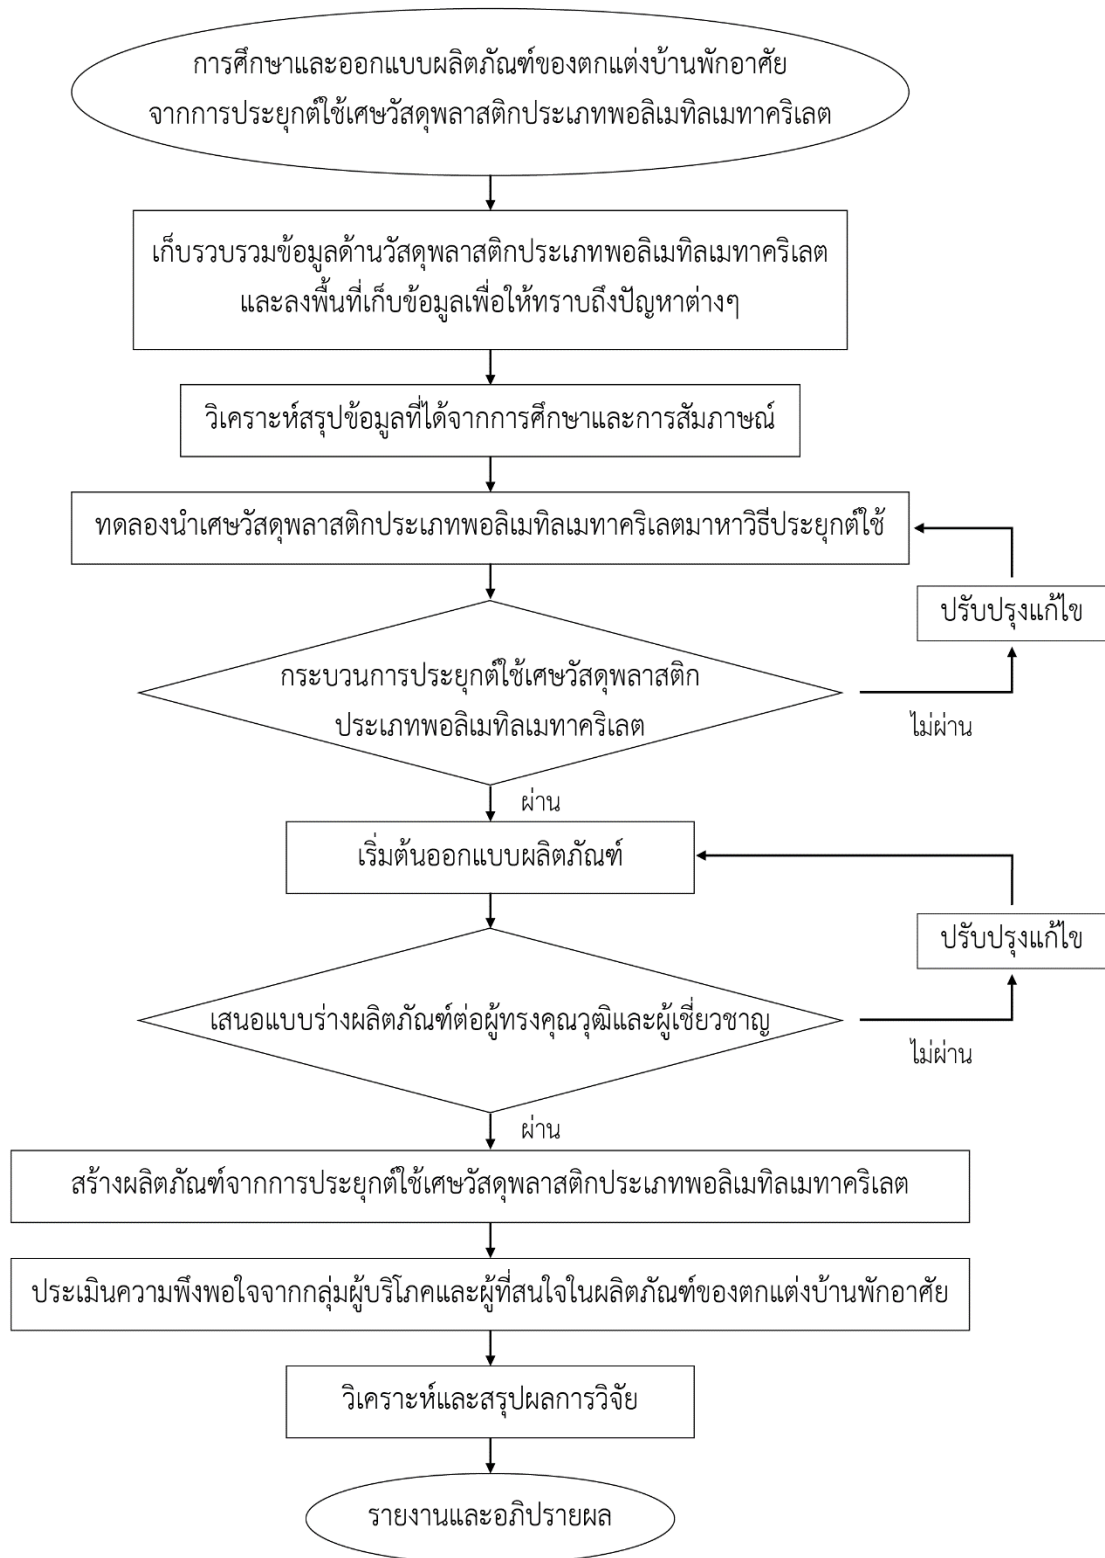 การศึกษาและออกแบบผลิตภัณฑ์ของตกแต่งบ้านพักอาศัย
จากการประยุกต์ใช้เศษวัสดุพลาสติกประเภทพอลิเมทิลเมทาคริเลต
เก็บรวบรวมข้อมูลด้านวัสดุพลาสติกประเภทพอลิเมทิลเมทาคริเลต
และลงพื้นที่เก็บข้อมูลเพื่อให้ทราบถึงปัญหาต่างๆ
วิเคราะห์สรุปข้อมูลที่ได้จากการศึกษาและการสัมภาษณ์
ทดลองนำเศษวัสดุพลาสติกประเภทพอลิเมทิลเมทาคริเลตมาหาวิธีประยุกต์ใช้
ปรับปรุงแก้ไข
กระบวนการประยุกต์ใช้เศษวัสดุพลาสติก
ประเภทพอลิเมทิลเมทาคริเลต
ไม่ผ่าน
ผ่าน
เริ่มต้นออกแบบผลิตภัณฑ์
ปรับปรุงแก้ไข
เสนอแบบร่างผลิตภัณฑ์ต่อผู้ทรงคุณวุฒิและผู้เชี่ยวชาญ
ไม่ผ่าน
ผ่าน
สร้างผลิตภัณฑ์จากการประยุกต์ใช้เศษวัสดุพลาสติกประเภทพอลิเมทิลเมทาคริเลต
ประเมินความพึงพอใจจากกลุ่มผู้บริโภคและผู้ที่สนใจในผลิตภัณฑ์ของตกแต่งบ้านพักอาศัย
วิเคราะห์และสรุปผลการวิจัย
รายงานและอภิปรายผล